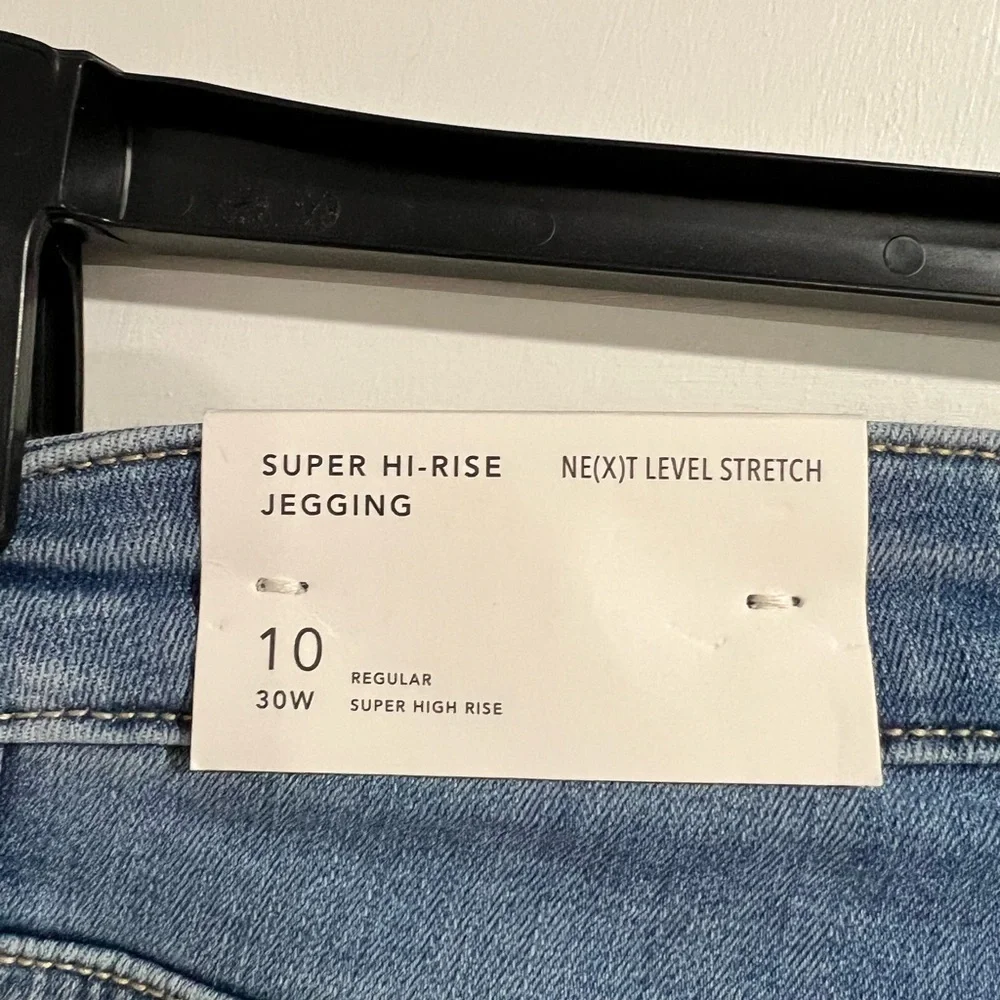 SUPER HI-RISE
JEGGING
NE(X)T LEVEL STRETCH
10
30W
REGULAR
SUPER HIGH RISE